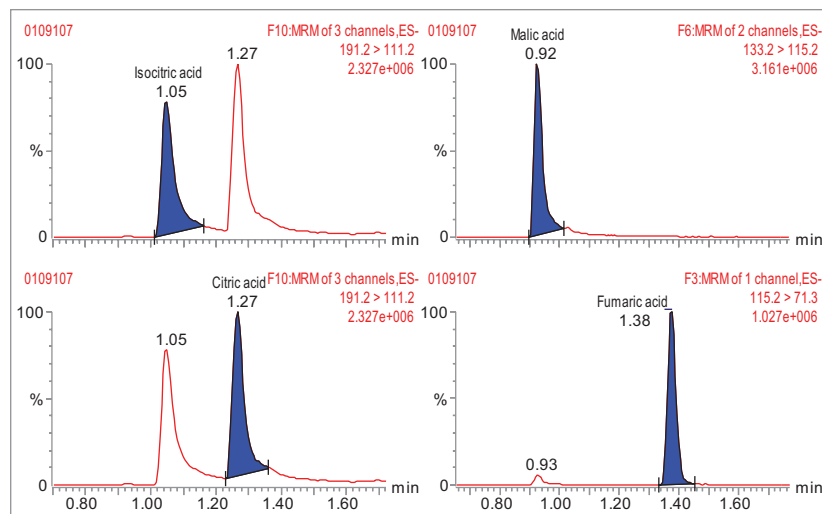 0109107
F10:MRM of 3 channels,ES-
191.2 > 111.2
2.327e+006
Isocitric acid
1.05
1.27
100
%
0
min
0109107
F6:MRM of 2 channels,ES-
133.2 > 115.2
3.161e+006
Malic acid
0.92
100
%
0
min
0109107
F10:MRM of 3 channels,ES-
191.2 > 111.2
2.327e+006
Citric acid
1.27
1.05
100
%
0
0.80 1.00 1.20 1.40 1.60
min
0109107
F3:MRM of 1 channel,ES-
115.2 > 71.3
1.027e+006
Fumaric acid_
1.38
0.93
100
%
0
0.80 1.00 1.20 1.40 1.60
min